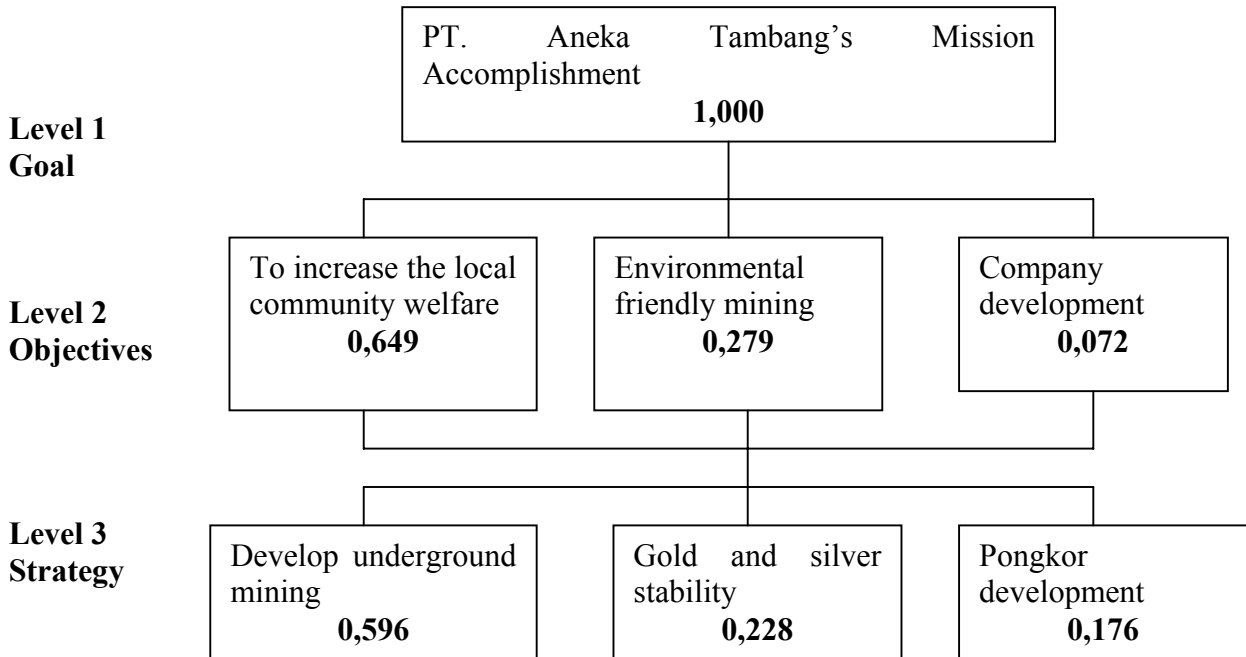 PT. Aneka Tambang’s Mission
Accomplishment
1,000
Level 1
Goal
To increase the local
community welfare
0,649
Environmental
friendly mining
0,279
Company
development
0,072
Level 2
Objectives
Level 3
Strategy
Develop underground
mining
0,596
Gold and silver
stability
0,228
Pongkor
development
0,176